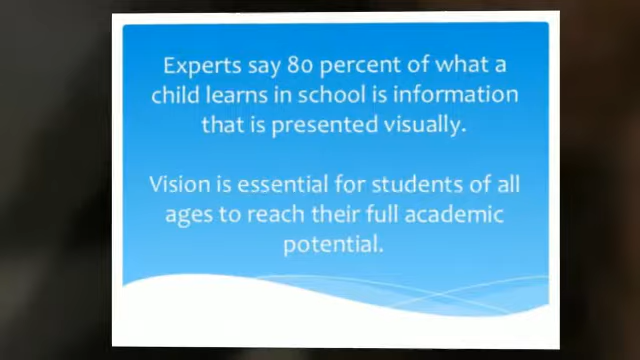 Experts say 80 percent of what a
child learns in school is information
that is presented visually.
Vision is essential for students of all
ages to reach their full academic
potential.